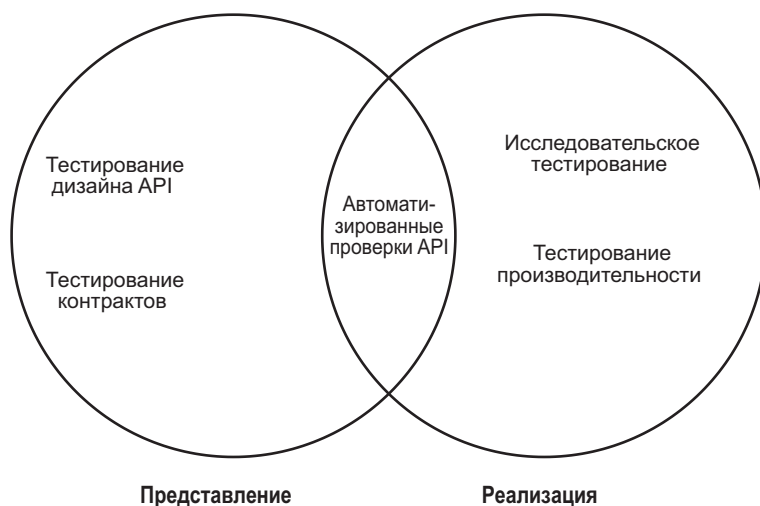 Тестирование
дизайна API
Тестирование
контрактов
Автомати-
зированные
проверки API
Исследовательское
тестирование
Тестирование
производительности
Представление
Реализация